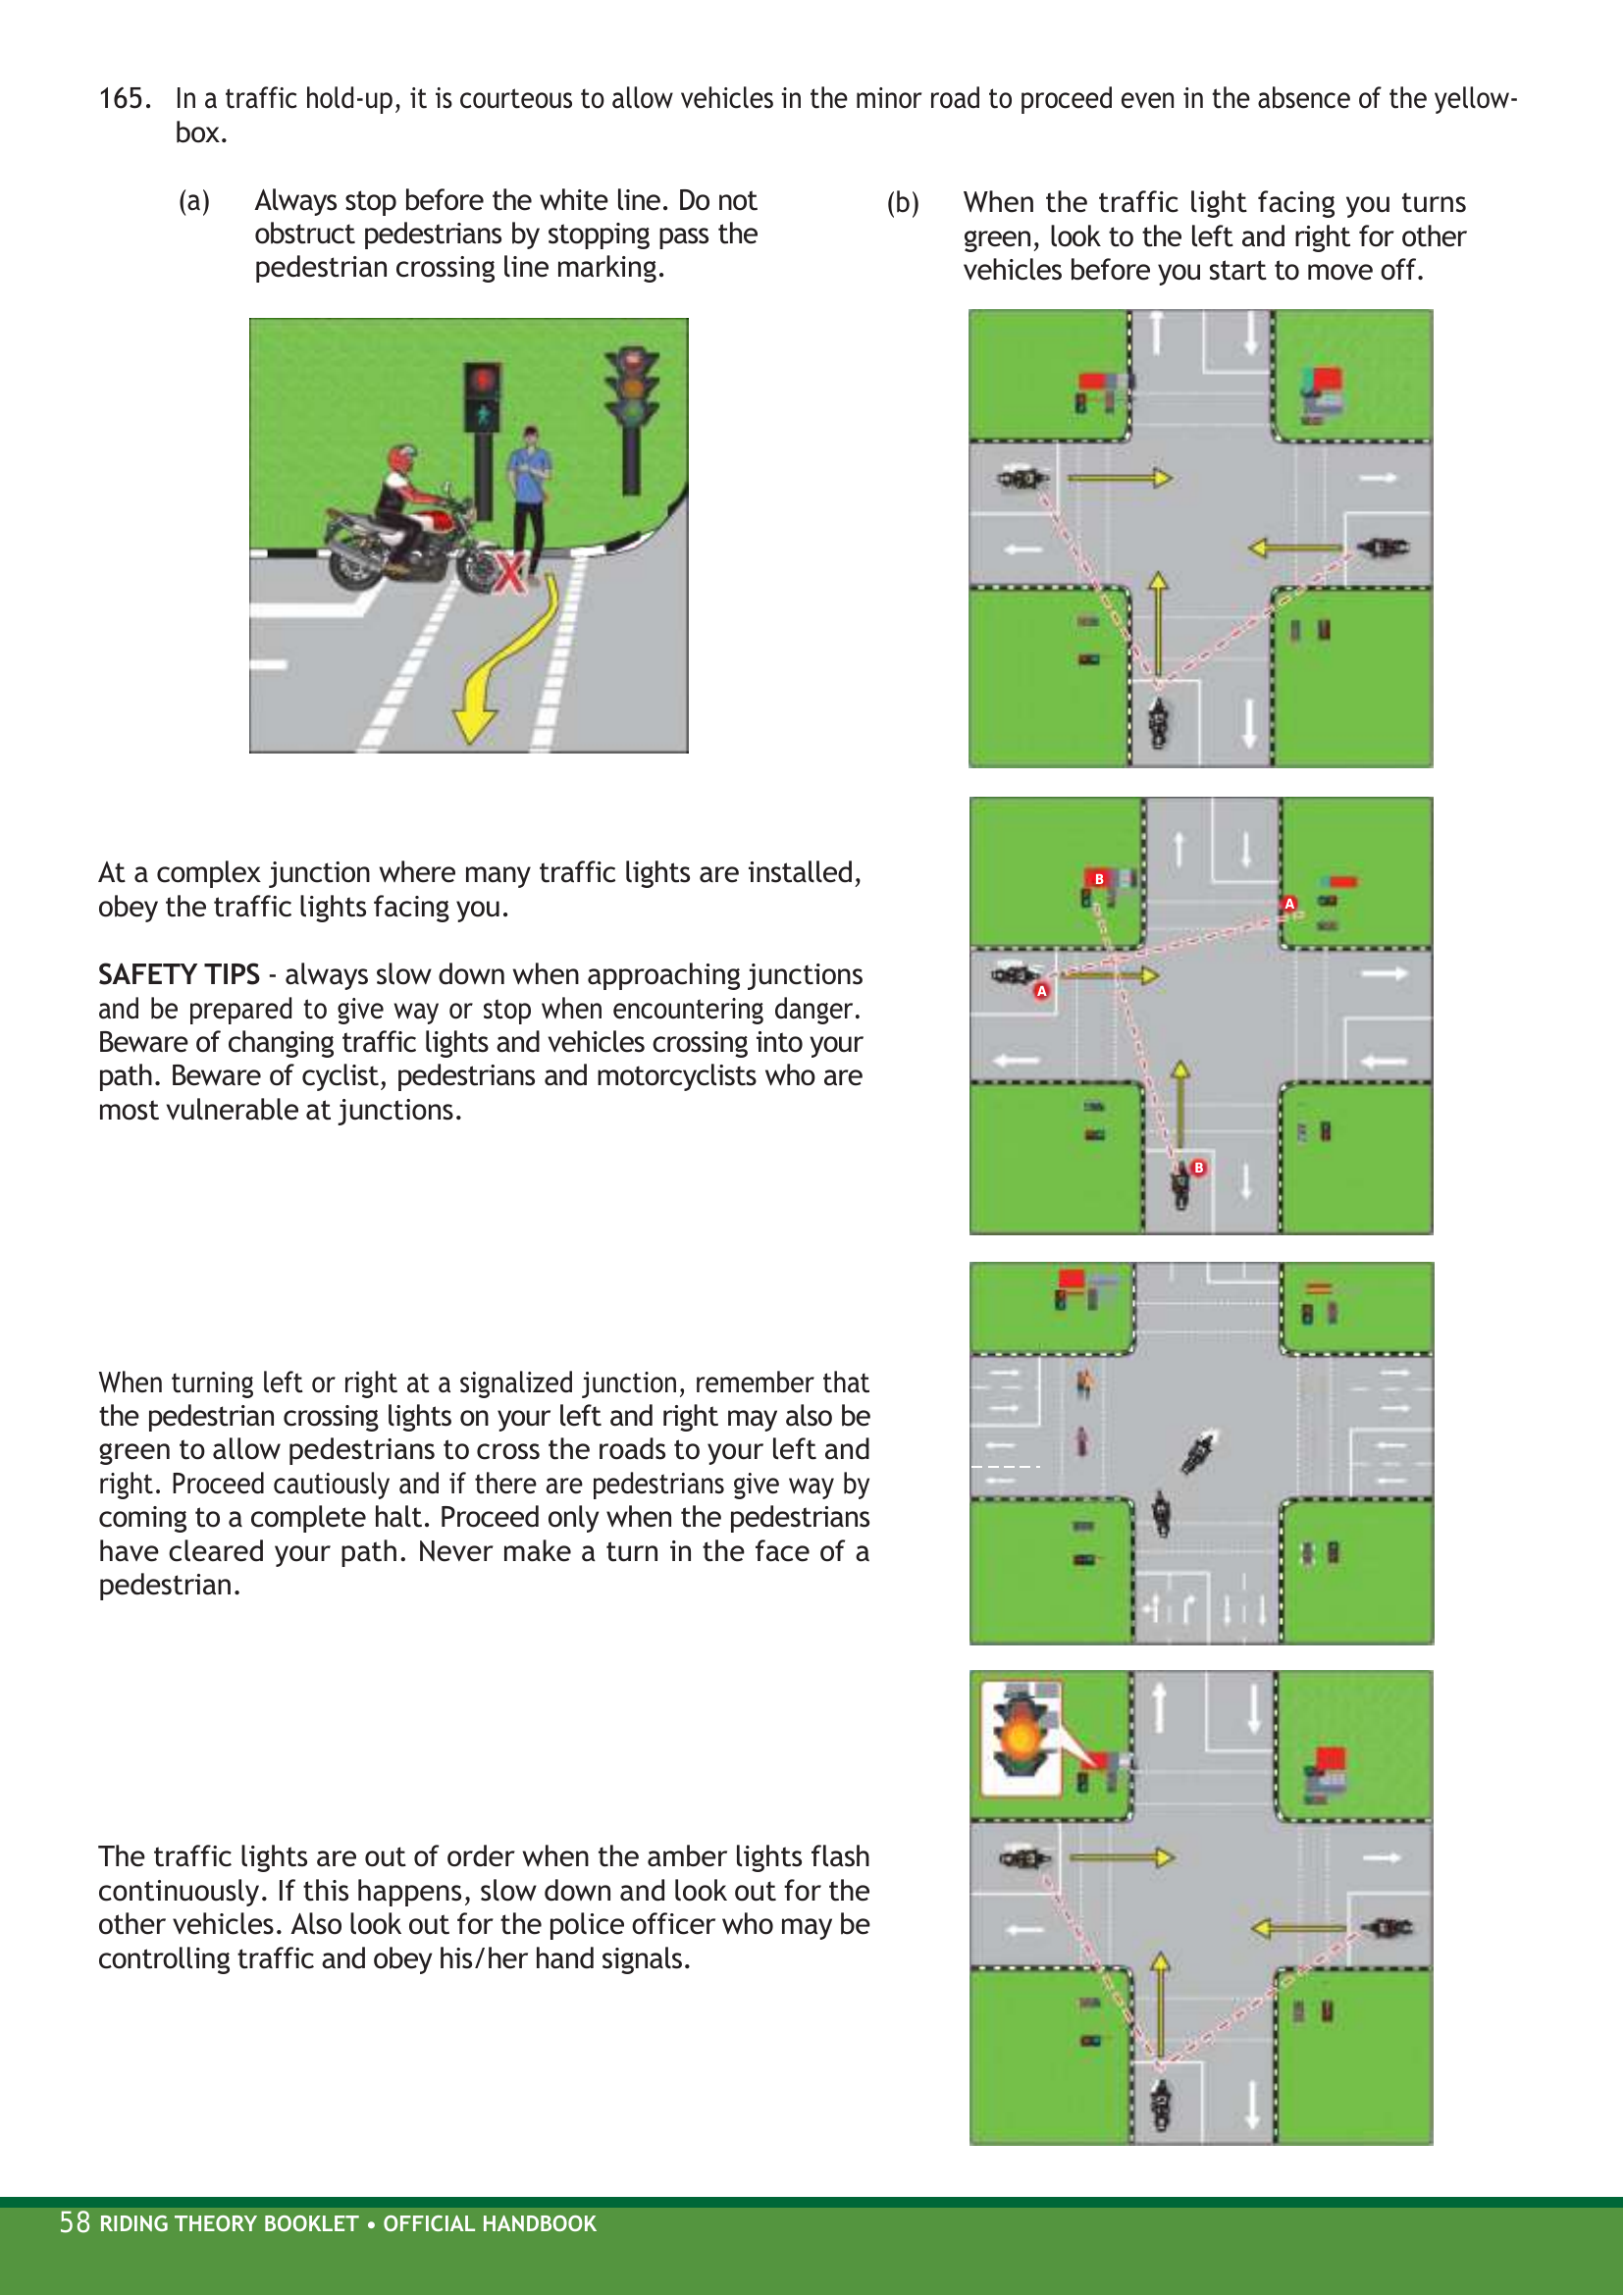 165. In a traffic hold-up, it is courteous to allow vehicles in the minor road to proceed even in the absence of the yellow-
box.
(a) Always stop before the white line. Do not
obstruct pedestrians by stopping pass the
pedestrian crossing line marking.
(b) When the traffic light facing you turns
green, look to the left and right for other
vehicles before you start to move off.
X
At a complex junction where many traffic lights are installed,
obey the traffic lights facing you.
SAFETY TIPS - always slow down when approaching junctions
and be prepared to give way or stop when encountering danger.
Beware of changing traffic lights and vehicles crossing into your
path. Beware of cyclist, pedestrians and motorcyclists who are
most vulnerable at junctions.
B
A
A
B
When turning left or right at a signalized junction, remember that
the pedestrian crossing lights on your left and right may also be
green to allow pedestrians to cross the roads to your left and
right. Proceed cautiously and if there are pedestrians give way by
coming to a complete halt. Proceed only when the pedestrians
have cleared your path. Never make a turn in the face of a
pedestrian.
The traffic lights are out of order when the amber lights flash
continuously. If this happens, slow down and look out for the
other vehicles. Also look out for the police officer who may be
controlling traffic and obey his/her hand signals.
58 RIDING THEORY BOOKLET • OFFICIAL HANDBOOK